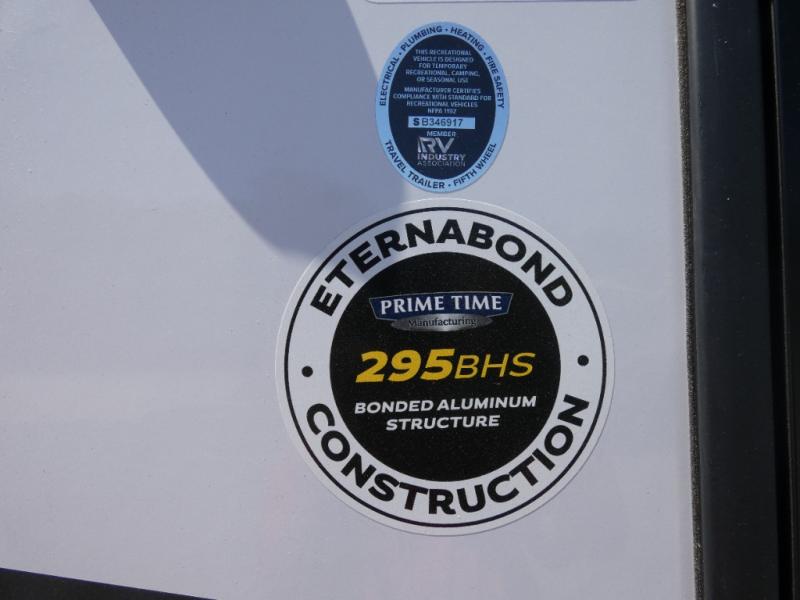 ELECTRICAL • PLUMBING • HEATING • FIRE SAFETY
THIS RECREATIONAL
VEHICLE IS DESIGNED
FOR TEMPORARY
RECREATIONAL, CAMPING,
OR SEASONAL USE
MANUFACTURER CERTIFIES
COMPLIANCE WITH STANDARD FOR
RECREATIONAL VEHICLES
NFPA 1192
S B346917
MEMBER
RV
INDUSTRY
ASSOCIATION
TRAVEL TRAILER • FIFTH WHEEL
ETERNABOND
PRIME TIME
Manufacturing
295BHS
BONDED ALUMINUM
STRUCTURE
CONSTRUCTION